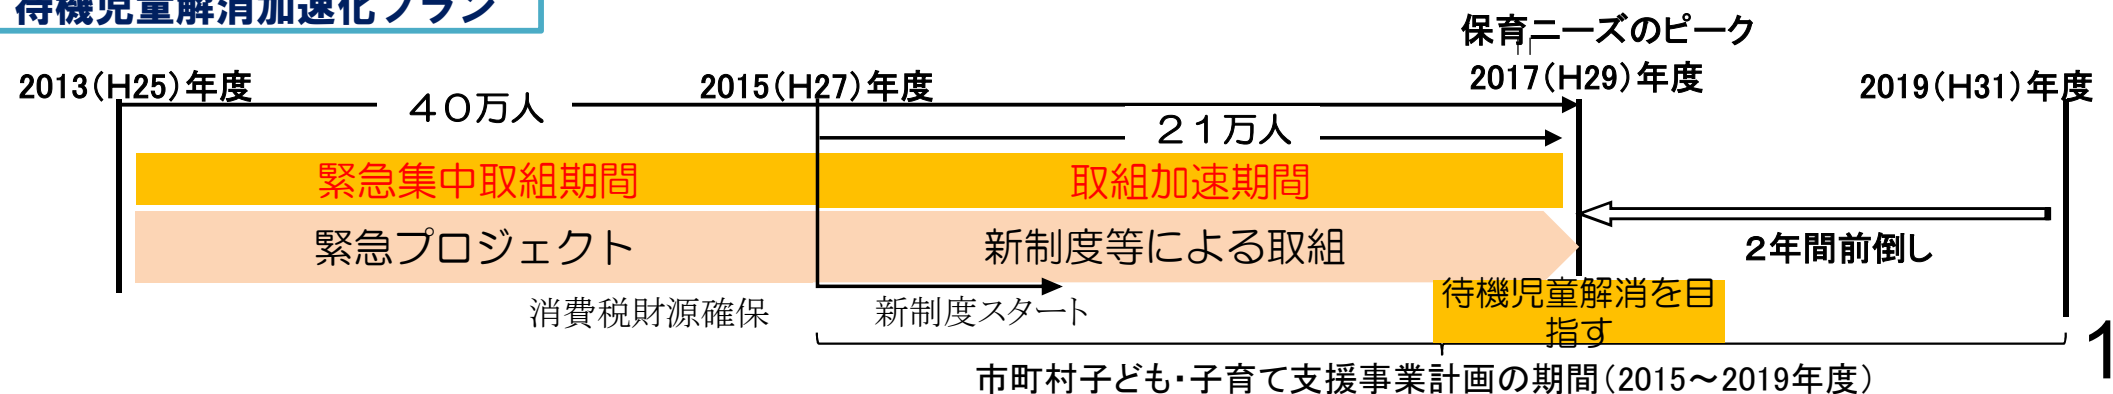 待機児童解消加速化プラン
保育ニーズのピーク
2013(H25)年度
2015(H27)年度
2017(H29)年度
2019(H31)年度
４０万人
２１万人
緊急集中取組期間
取組加速期間
緊急プロジェクト
新制度等による取組
２年間前倒し
消費税財源確保
新制度スタート
待機児童解消を目
指す
市町村子ども・子育て支援事業計画の期間(2015～2019年度)
1